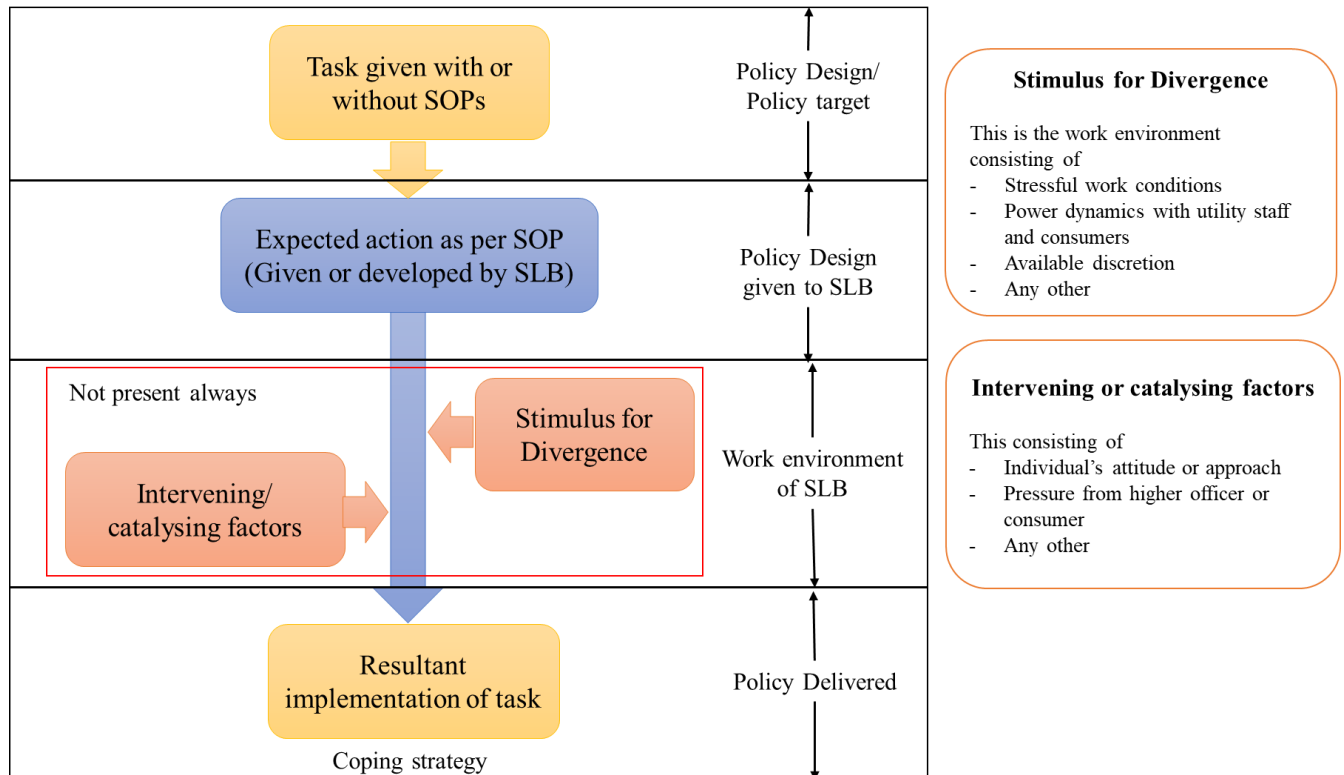 Task given with or
without SOPs
Policy Design/
Policy target
Expected action as per SOP
(Given or developed by SLB)
Policy Design
given to SLB
Not present always
Stimulus for
Divergence
Intervening/
catalysing factors
Work environment
of SLB
Resultant
implementation of task
Policy Delivered
Coping strategy
Stimulus for Divergence
This is the work environment
consisting of
- Stressful work conditions
- Power dynamics with utility staff
and consumers
- Available discretion
- Any other
Intervening or catalysing factors
This consisting of
- Individual’s attitude or approach
- Pressure from higher officer or
consumer
- Any other